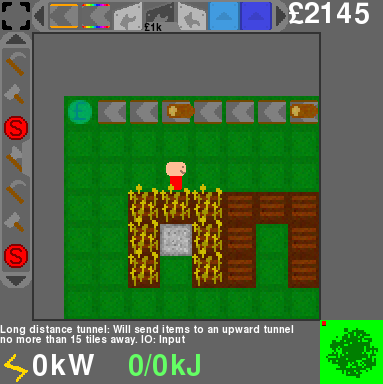 £2145
£1k
£
S
S
Long distance tunnel: Will send items to an upward tunnel
no more than 15 tiles away. IO: Input
0kW
0/0kJ